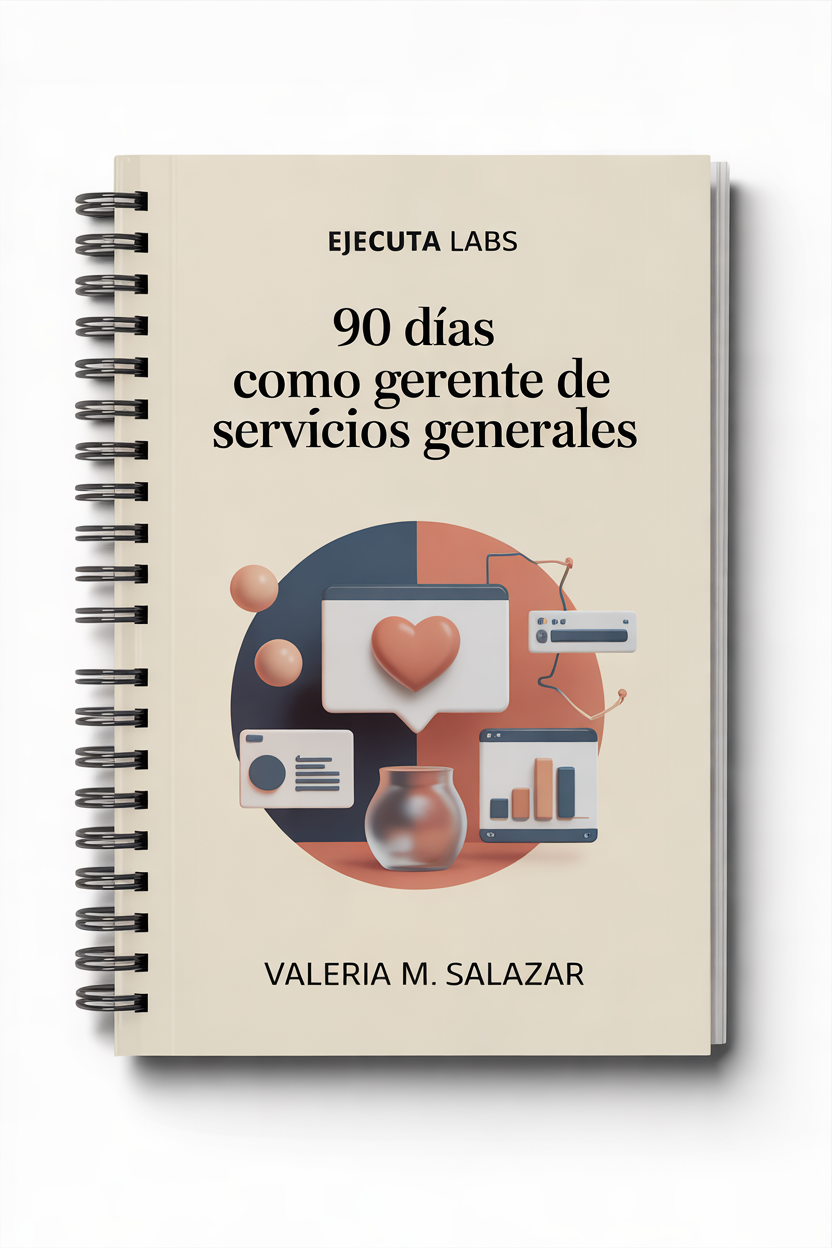 EJECUTA LABS
90 días
como gerente de
servicios generales
VALERIA M. SALAZAR